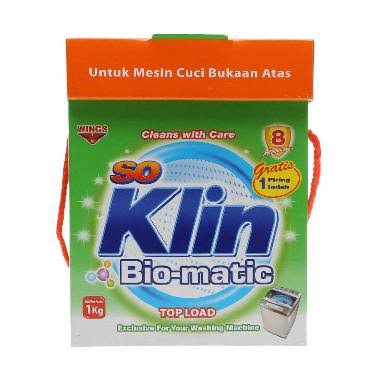 Untuk Mesin Cuci Bukaan Atas
WINGS
Cleans with Care
8
Gratis
1 Piring
Indah
SO
Klin
Bio-matic
1Kg
TOP LOAD
Exclusive For Your Washing Machine